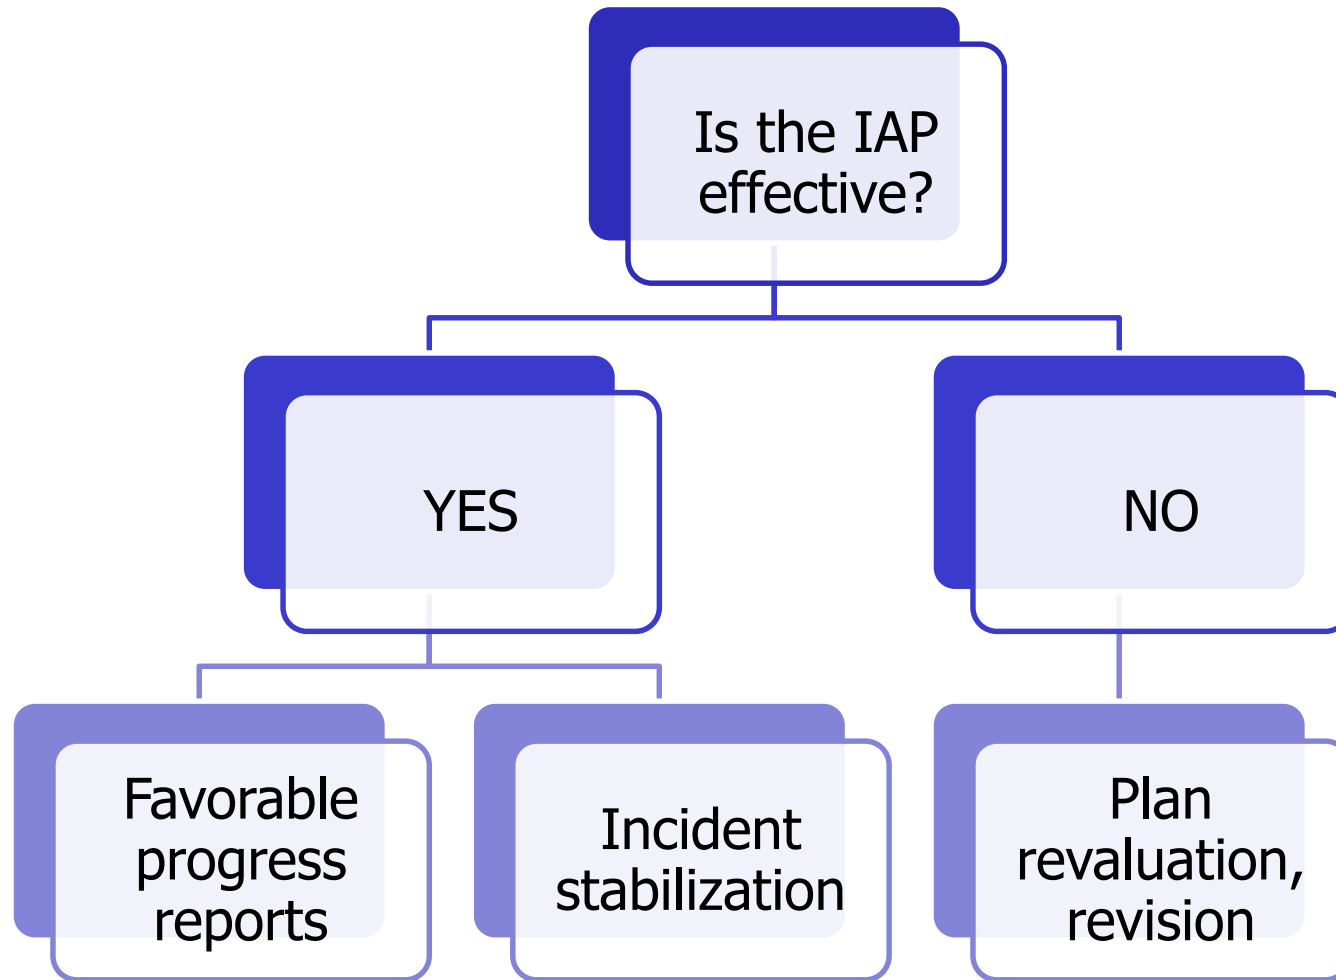 Is the IAP
effective?
YES
NO
Favorable
progress
reports
Incident
stabilization
Plan
revaluation,
revision